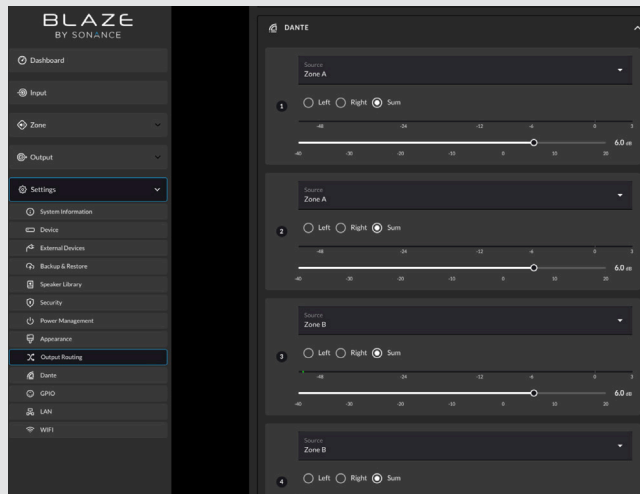 BLAZE
BY SONANCE
Dashboard
Input
Zone
Output
Settings
System Information
Device
External Devices
Backup & Restore
Speaker Library
Security
Power Management
Appearance
Output Routing
Dante
GPIO
LAN
WIFI
DANTE
Source
Zone A
1 Left Right Sum
-48 -24 -12 -6 0 3
6.0 dB
-40 -30 -20 -10 0 10 20
Source
Zone A
2 Left Right Sum
-48 -24 -12 -6 0 3
6.0 dB
-40 -30 -20 -10 0 10 20
Source
Zone B
3 Left Right Sum
-48 -24 -12 -6 0 3
6.0 dB
-40 -30 -20 -10 0 10 20
Source
Zone B
4 Left Right Sum